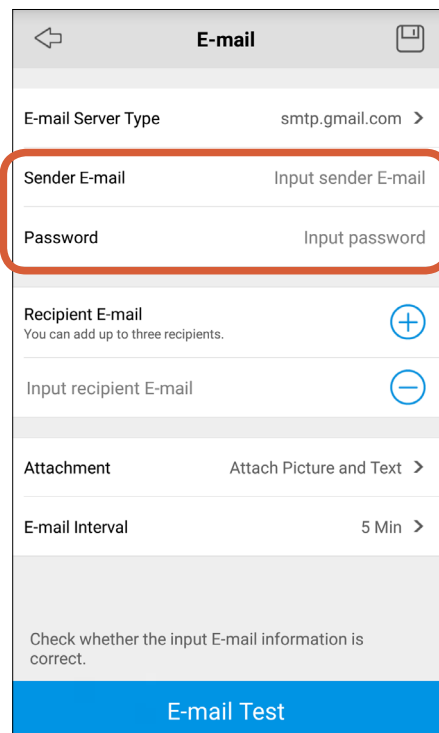 E-mail
E-mail Server Type smtp.gmail.com
Sender E-mail Input sender E-mail
Password Input password
Recipient E-mail
You can add up to three recipients.
Input recipient E-mail
Attachment Attach Picture and Text
E-mail Interval 5 Min
Check whether the input E-mail information is
correct.
E-mail Test